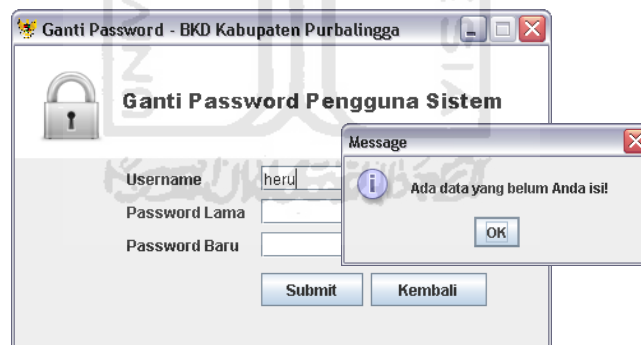 Ganti Password - BKD Kabupaten Purbalingga
Ganti Password Pengguna Sistem
Message
Ada data yang belum Anda isi!
OK
Username heru
Password Lama
Password Baru
Submit Kembali